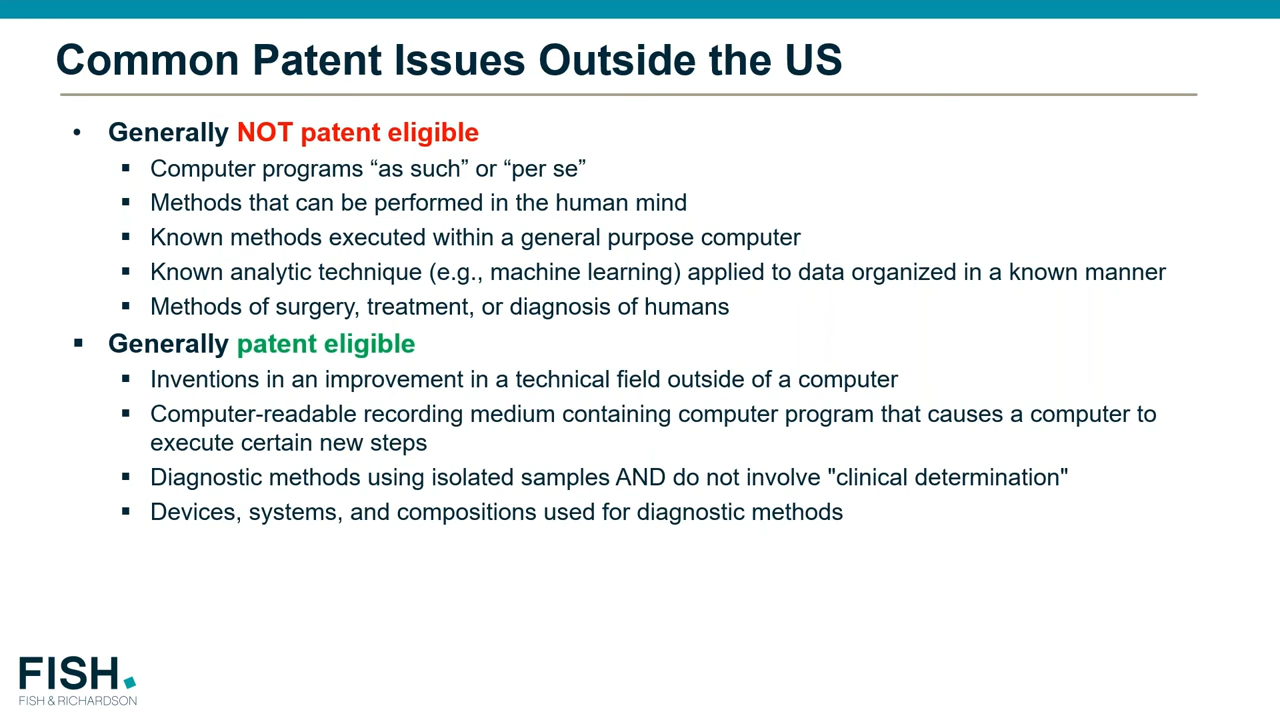 Common Patent Issues Outside the US
• Generally NOT patent eligible
▪ Computer programs “as such” or “per se”
▪ Methods that can be performed in the human mind
▪ Known methods executed within a general purpose computer
▪ Known analytic technique (e.g., machine learning) applied to data organized in a known manner
▪ Methods of surgery, treatment, or diagnosis of humans
▪ Generally patent eligible
▪ Inventions in an improvement in a technical field outside of a computer
▪ Computer-readable recording medium containing computer program that causes a computer to
execute certain new steps
▪ Diagnostic methods using isolated samples AND do not involve "clinical determination"
▪ Devices, systems, and compositions used for diagnostic methods
FISH.
FISH & RICHARDSON